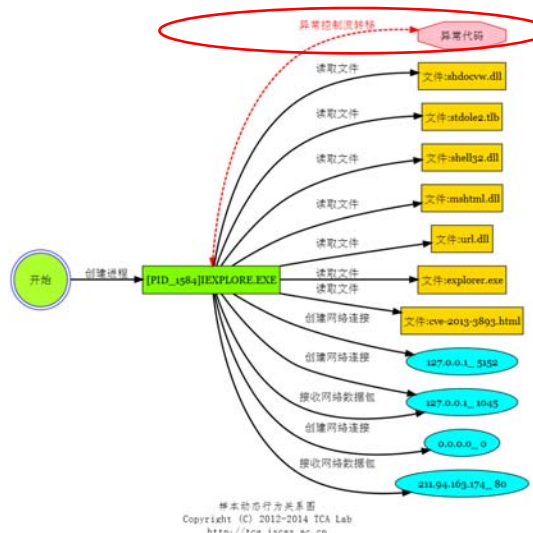 异常控制流转移
异常代码
读取文件
文件:shdocvw.dll
读取文件
文件:stdole2.tlb
读取文件
文件:shell32.dll
读取文件
文件:mshtml.dll
读取文件
文件:url.dll
开始
创建进程
[PID_1584]IEXPLORE.EXE
读取文件
文件:explorer.exe
读取文件
文件:cve-2013-3893.html
创建网络连接
127.0.0.1_5152
创建网络连接
接收网络数据包
127.0.0.1_1045
创建网络连接
0.0.0.0_0
接收网络数据包
211.94.163.174_80
样本动态行为关系图
Copyright (C) 2012-2014 TCA Lab
http://tca.iscas.ac.cn